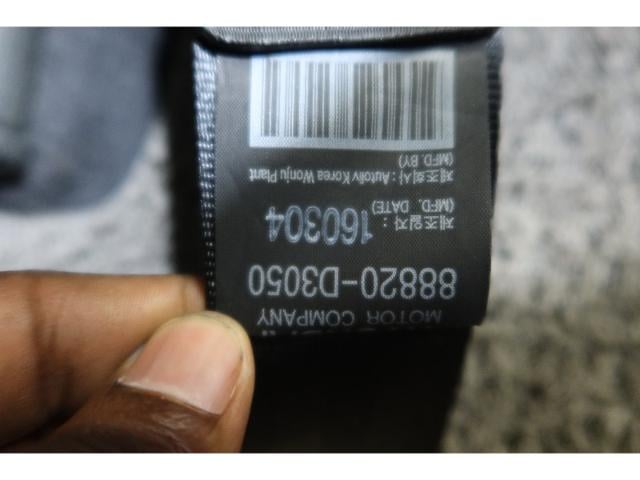 MOTOR COMPANY
88820-D3050
제조일자 : 160304
(MFD. DATE)
제조회사 : Autoliv Korea Wonju Plant
(MFD.BY)